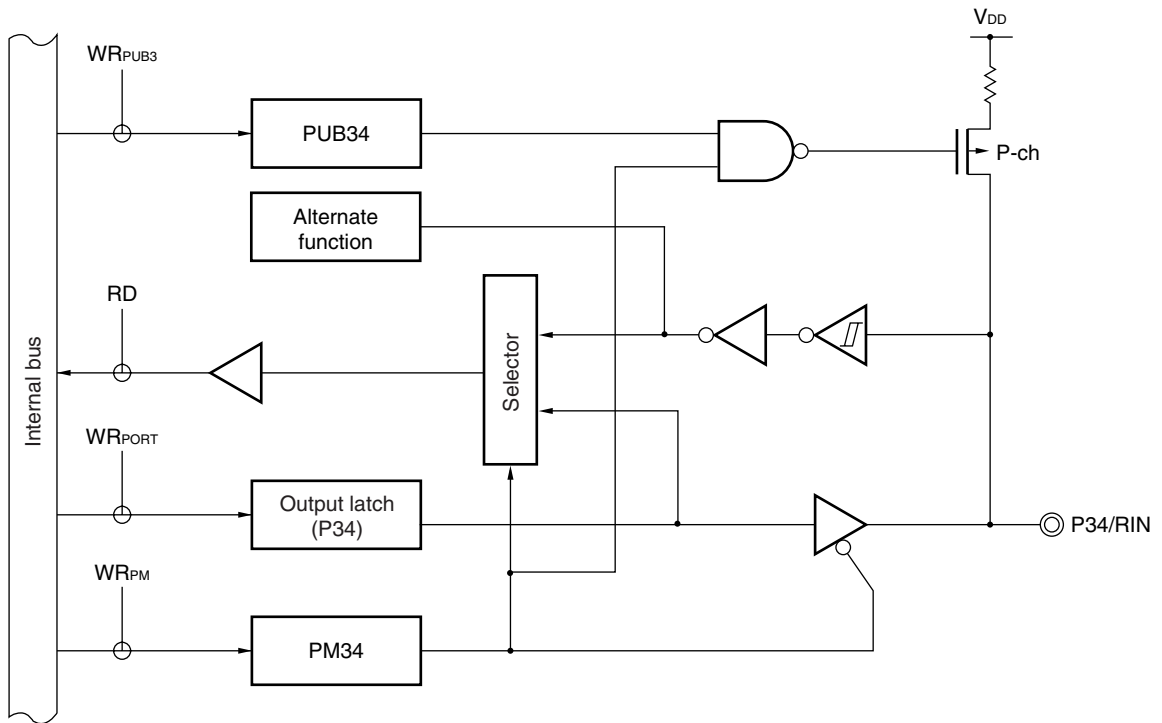 VDD
WRPUB3
PUB34
P-ch
Alternate
function
RD
Selector
Internal bus
WRPORT
Output latch
(P34)
P34/RIN
WRPM
PM34